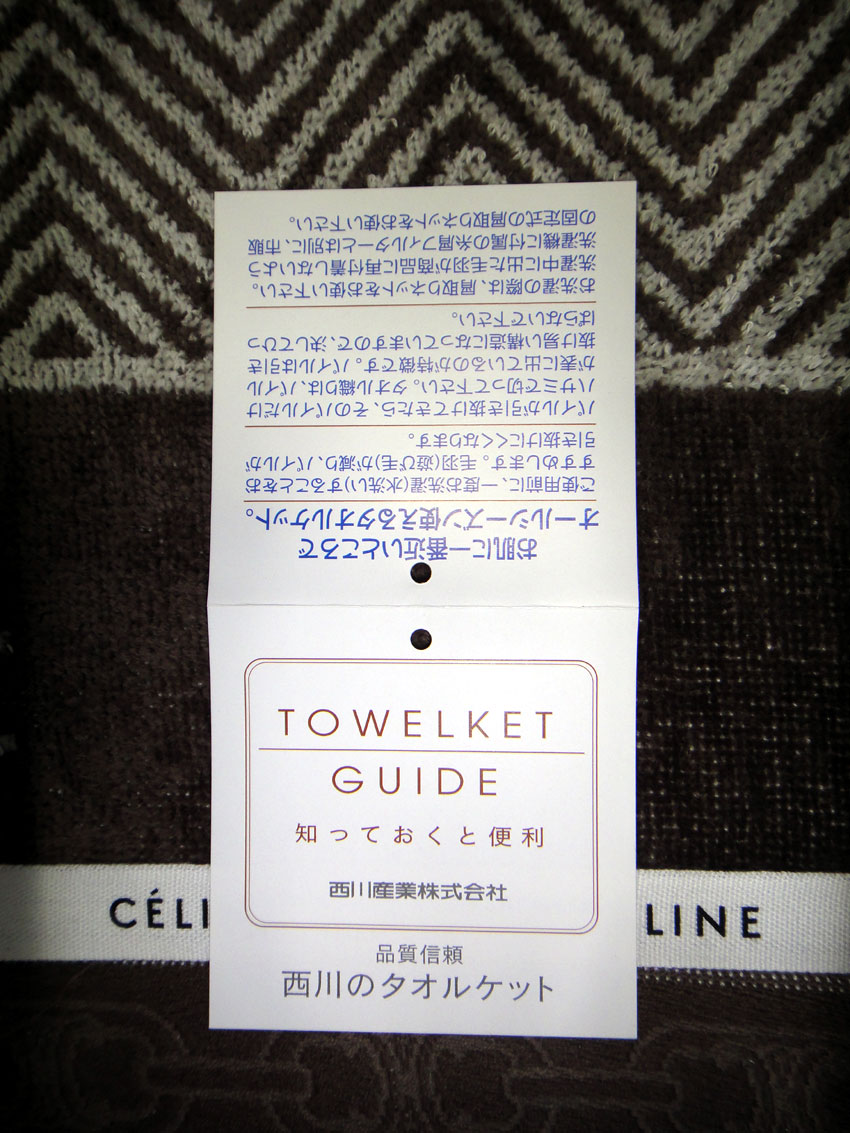 お肌に一番近いところで
オールシーズン使えるタオルケット。
ご使用前に、一度お洗濯(水洗い)することをお
すすめします。毛羽(遊び毛)が減り、パイルが
引き抜けにくくなります。
パイルが引き抜けてきたら、そのパイルだけ
ハサミで切って下さい。タオル織りは、パイル
が表に出ているのが特徴です。パイルは引き
抜け易い構造になっていますので、決してひっ
ぱらないで下さい。
お洗濯の際は、屑取りネットをお使い下さい。
洗濯中に出た毛羽が商品に再付着しないよう
洗濯機に付属の糸屑フィルターとは別に、市販
の固定式の屑取りネットをお使い下さい。
TOWELKET
GUIDE
知っておくと便利
西川産業株式会社
品質信頼
西川のタオルケット
CÉLI
LINE